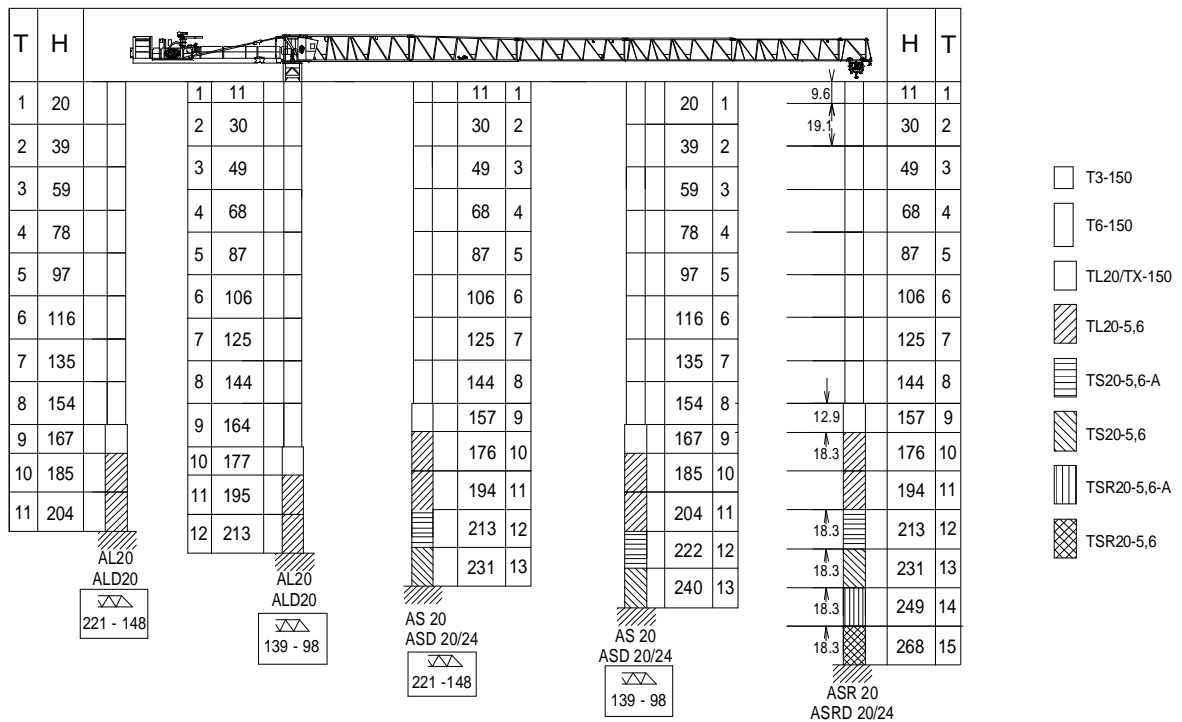 T H H T
1 20
2 39
3 59
4 78
5 97
6 116
7 135
8 154
9 167
10 185
11 204
AL20
ALD20
221 - 148
1 11
2 30
3 49
4 68
5 87
6 106
7 125
8 144
9 164
10 177
11 195
12 213
AL20
ALD20
139 - 98
11 1
30 2
49 3
68 4
87 5
106 6
125 7
144 8
157 9
176 10
194 11
213 12
231 13
AS 20
ASD 20/24
221 -148
20 1
39 2
59 3
78 4
97 5
116 6
135 7
154 8
167 9
185 10
204 11
222 12
240 13
AS 20
ASD 20/24
139 - 98
9.6 11 1
19.1 30 2
49 3
68 4
87 5
106 6
125 7
144 8
12.9 157 9
18.3 176 10
194 11
18.3 213 12
18.3 231 13
18.3 249 14
18.3 268 15
ASR 20
ASRD 20/24
T3-150
T6-150
TL20/TX-150
TL20-5,6
TS20-5,6-A
TS20-5,6
TSR20-5,6-A
TSR20-5,6